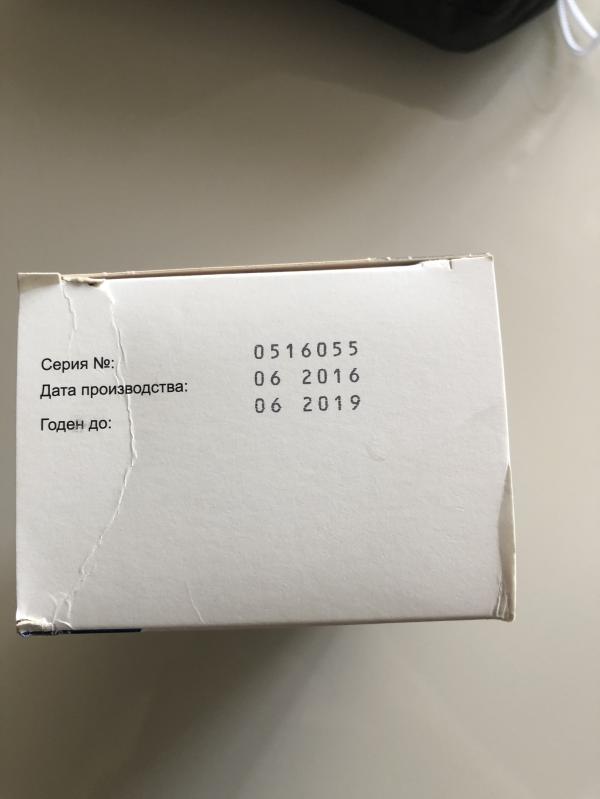 Серия №: 0516055
Дата производства: 06 2016
Годен до: 06 2019